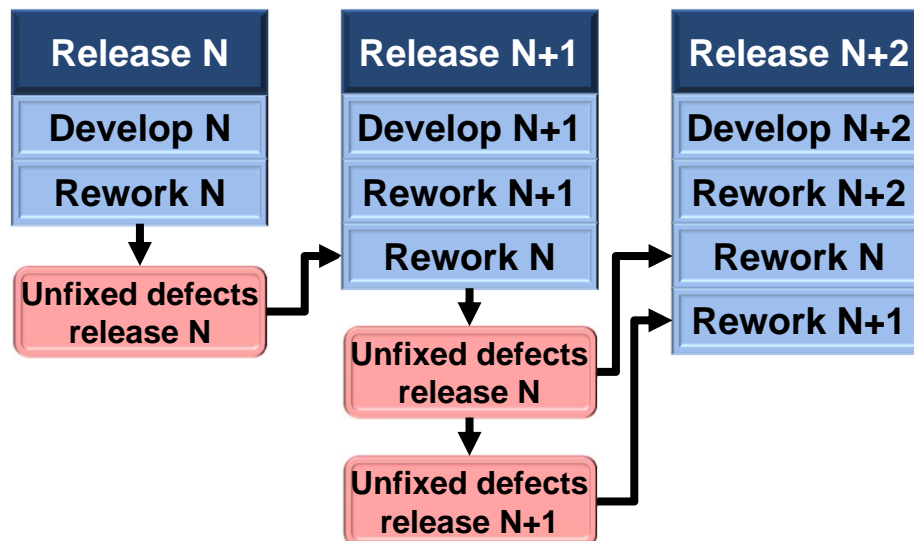 Release N
Develop N
Rework N
Unfixed defects
release N
Release N+1
Develop N+1
Rework N+1
Rework N
Unfixed defects
release N
Unfixed defects
release N+1
Release N+2
Develop N+2
Rework N+2
Rework N
Rework N+1